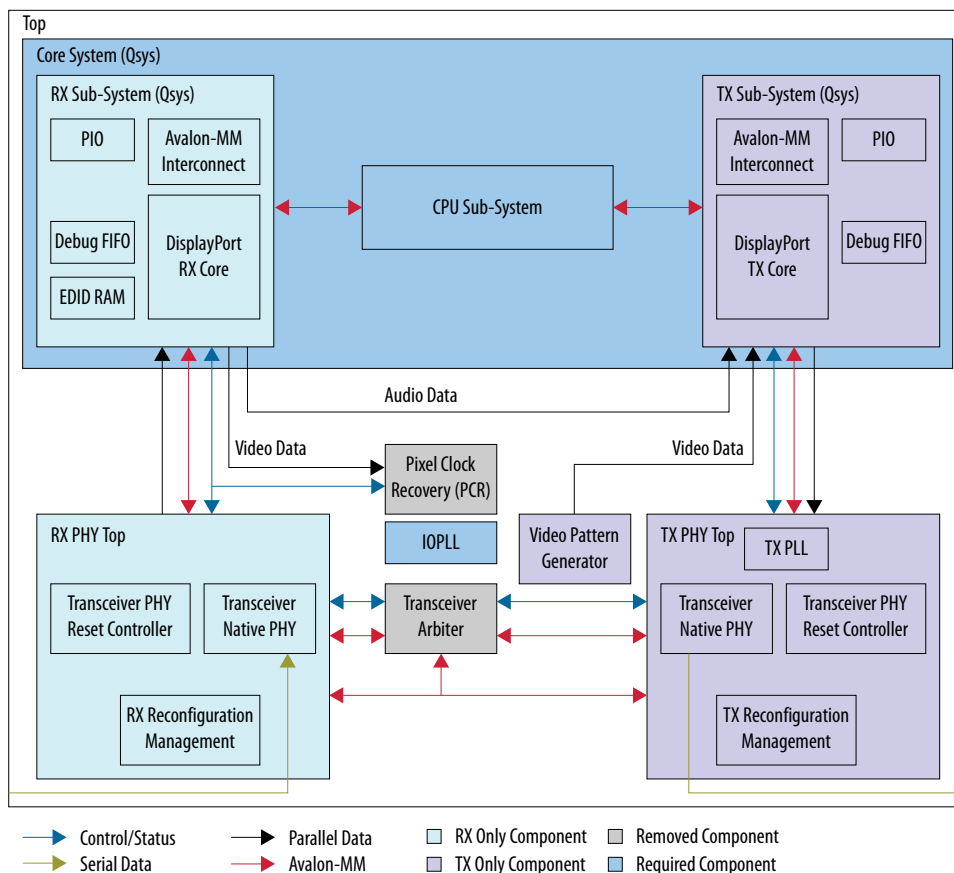 Top
Core System (Qsys)
RX Sub-System (Qsys)
PIO
Avalon-MM
Interconnect
Debug FIFO
DisplayPort
RX Core
EDID RAM
CPU Sub-System
TX Sub-System (Qsys)
Avalon-MM
Interconnect
PIO
DisplayPort
TX Core
Debug FIFO
Audio Data
Video Data
Pixel Clock
Recovery (PCR)
Video Data
IOPLL
Video Pattern
Generator
RX PHY Top
Transceiver PHY
Reset Controller
Transceiver
Native PHY
RX Reconfiguration
Management
Transceiver
Arbiter
TX PHY Top
TX PLL
Transceiver
Native PHY
Transceiver PHY
Reset Controller
TX Reconfiguration
Management
Control/Status
Parallel Data
RX Only Component
Removed Component
Serial Data
Avalon-MM
TX Only Component
Required Component